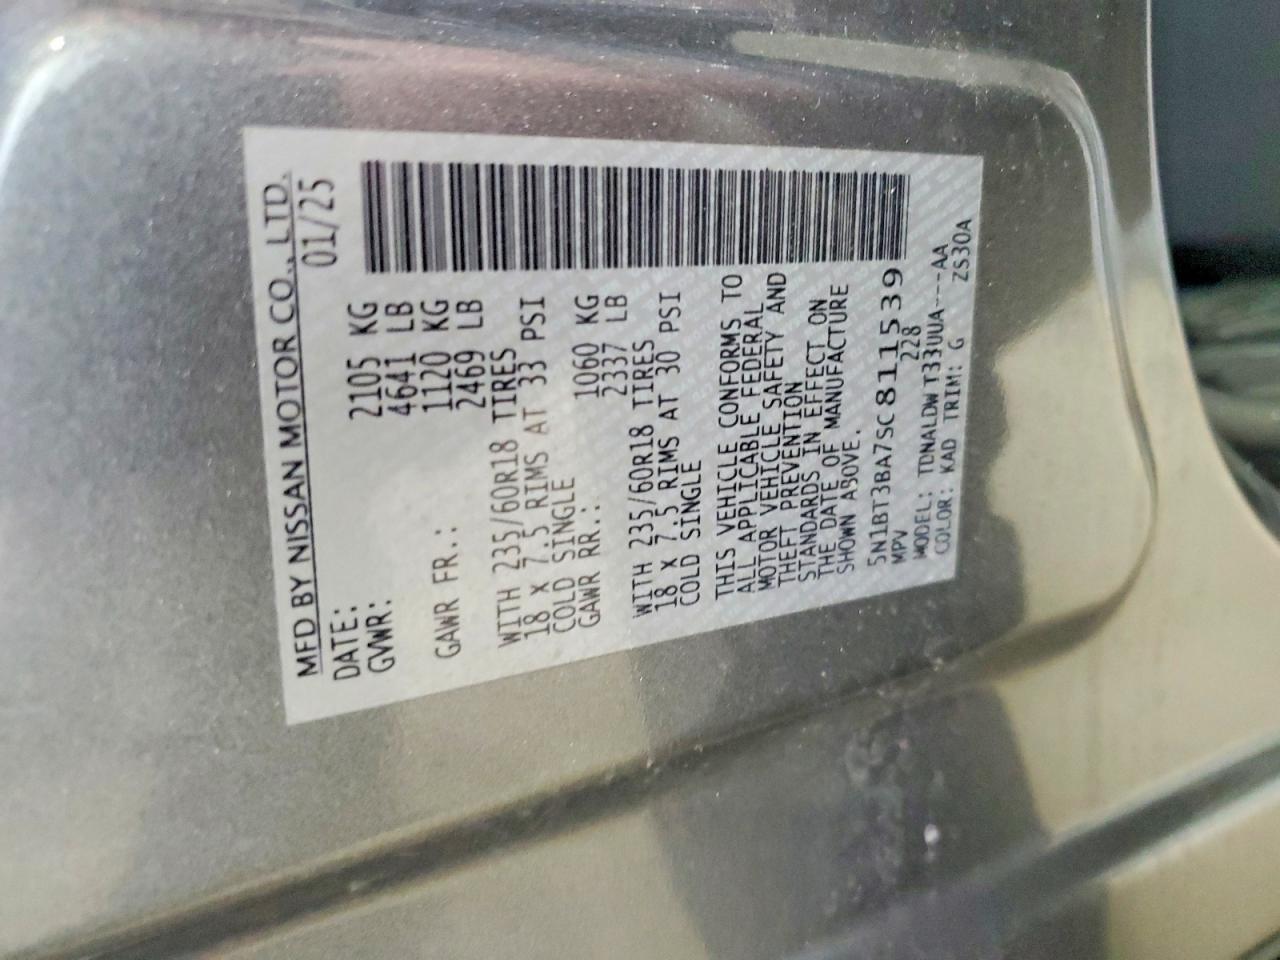 MFD BY NISSAN MOTOR CO., LTD.
DATE: 01/25
GVWR: 2105 KG
4641 LB
GAWR FR.: 1120 KG
2469 LB
WITH 235/60R18 TIRES
18 X 7.5 RIMS AT 33 PSI
COLD SINGLE
GAWR RR.: 1060 KG
2337 LB
WITH 235/60R18 TIRES
18 X 7.5 RIMS AT 30 PSI
COLD SINGLE
THIS VEHICLE CONFORMS TO
ALL APPLICABLE FEDERAL
MOTOR VEHICLE SAFETY AND
THEFT PREVENTION
STANDARDS IN EFFECT ON
THE DATE OF MANUFACTURE
SHOWN ABOVE.
5N1BT3BA7SC811539
MPV 228
MODEL: TDNALDWT33UUA----AA
COLOR: KAD TRIM: G ZS30A